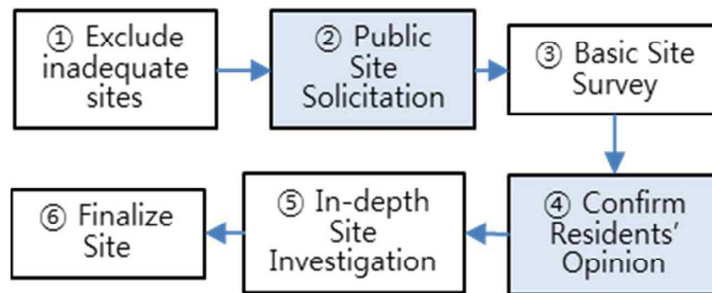 ① Exclude
inadequate
sites
② Public
Site
Solicitation
③ Basic Site
Survey
④ Confirm
Residents’
Opinion
⑤ In-depth
Site
Investigation
⑥ Finalize
Site